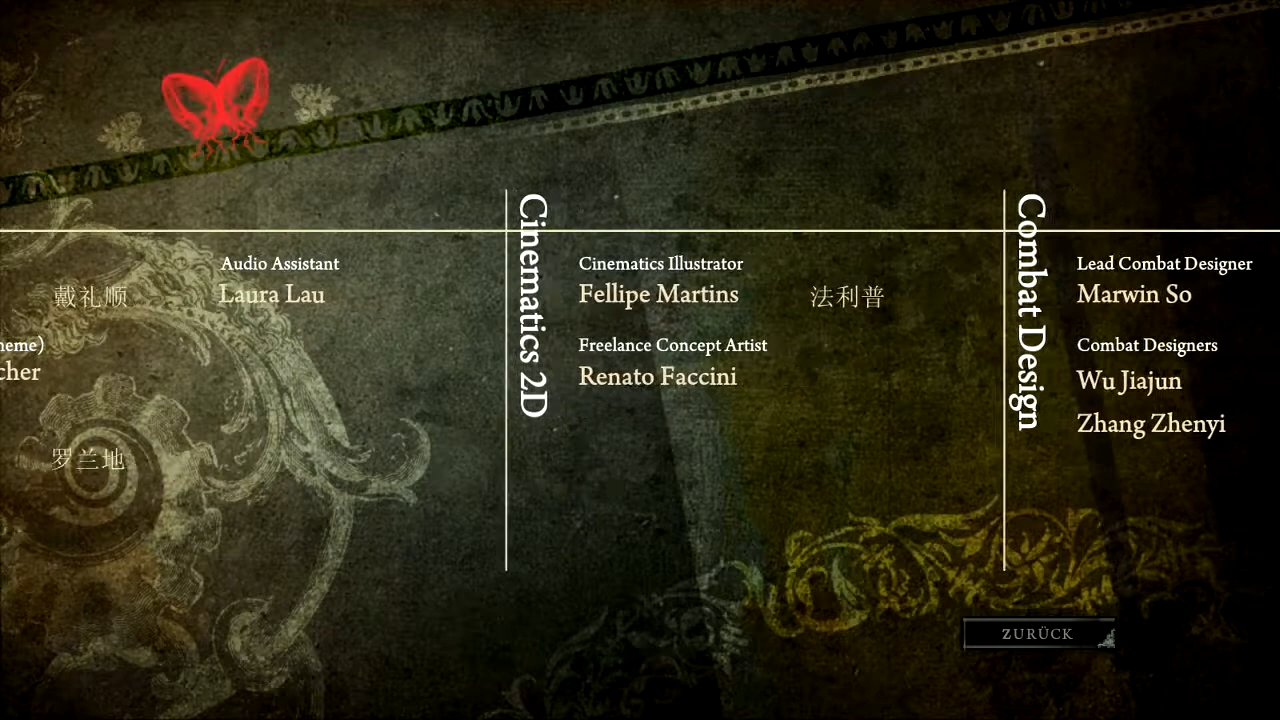 戴礼顺
heme)
cher
罗兰地
Audio Assistant
Laura Lau
Cinematics 2D
Cinematics Illustrator
Fellipe Martins
法利普
Freelance Concept Artist
Renato Faccini
Combat Design
Lead Combat Designer
Marwin So
Combat Designers
Wu Jiajun
Zhang Zhenyi
ZURÜCK